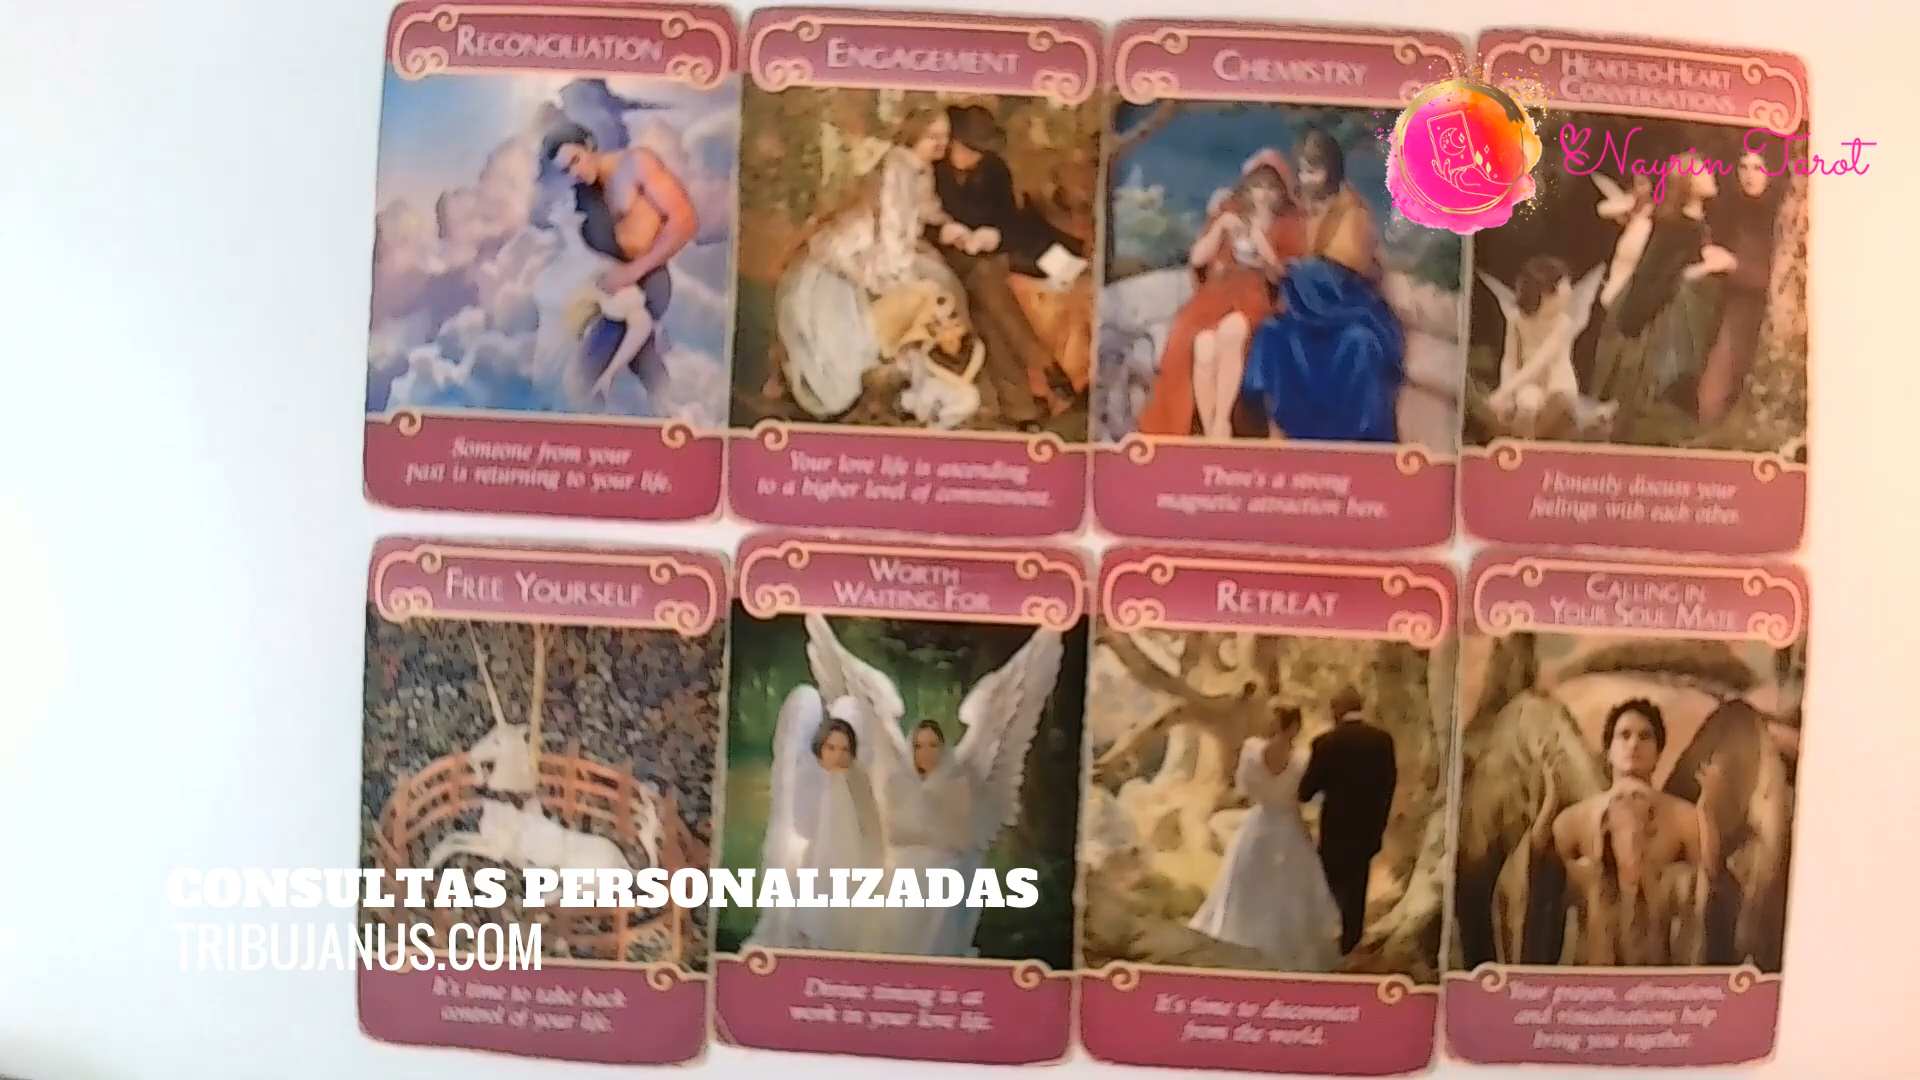 RECONCILIATION
Someone from your
past is returning to your life.
ENGAGEMENT
Your love life is ascending
to a higher level of commitment.
CHEMISTRY
There's a strong
magnetic attraction here.
HEART-TO-HEART
CONVERSATIONS
Honestly discuss your
feelings with each other.
Nayrin Tarot
FREE YOURSELF
It's time to take back
control of your life.
WORTH
WAITING FOR
Divine timing is at
work in your love life.
RETREAT
It's time to disconnect
from the world.
CALLING IN
YOUR SOUL MATE
Your prayers, affirmations,
and visualizations help
bring you together.
CONSULTAS PERSONALIZADAS
TRIBUJANUS.COM